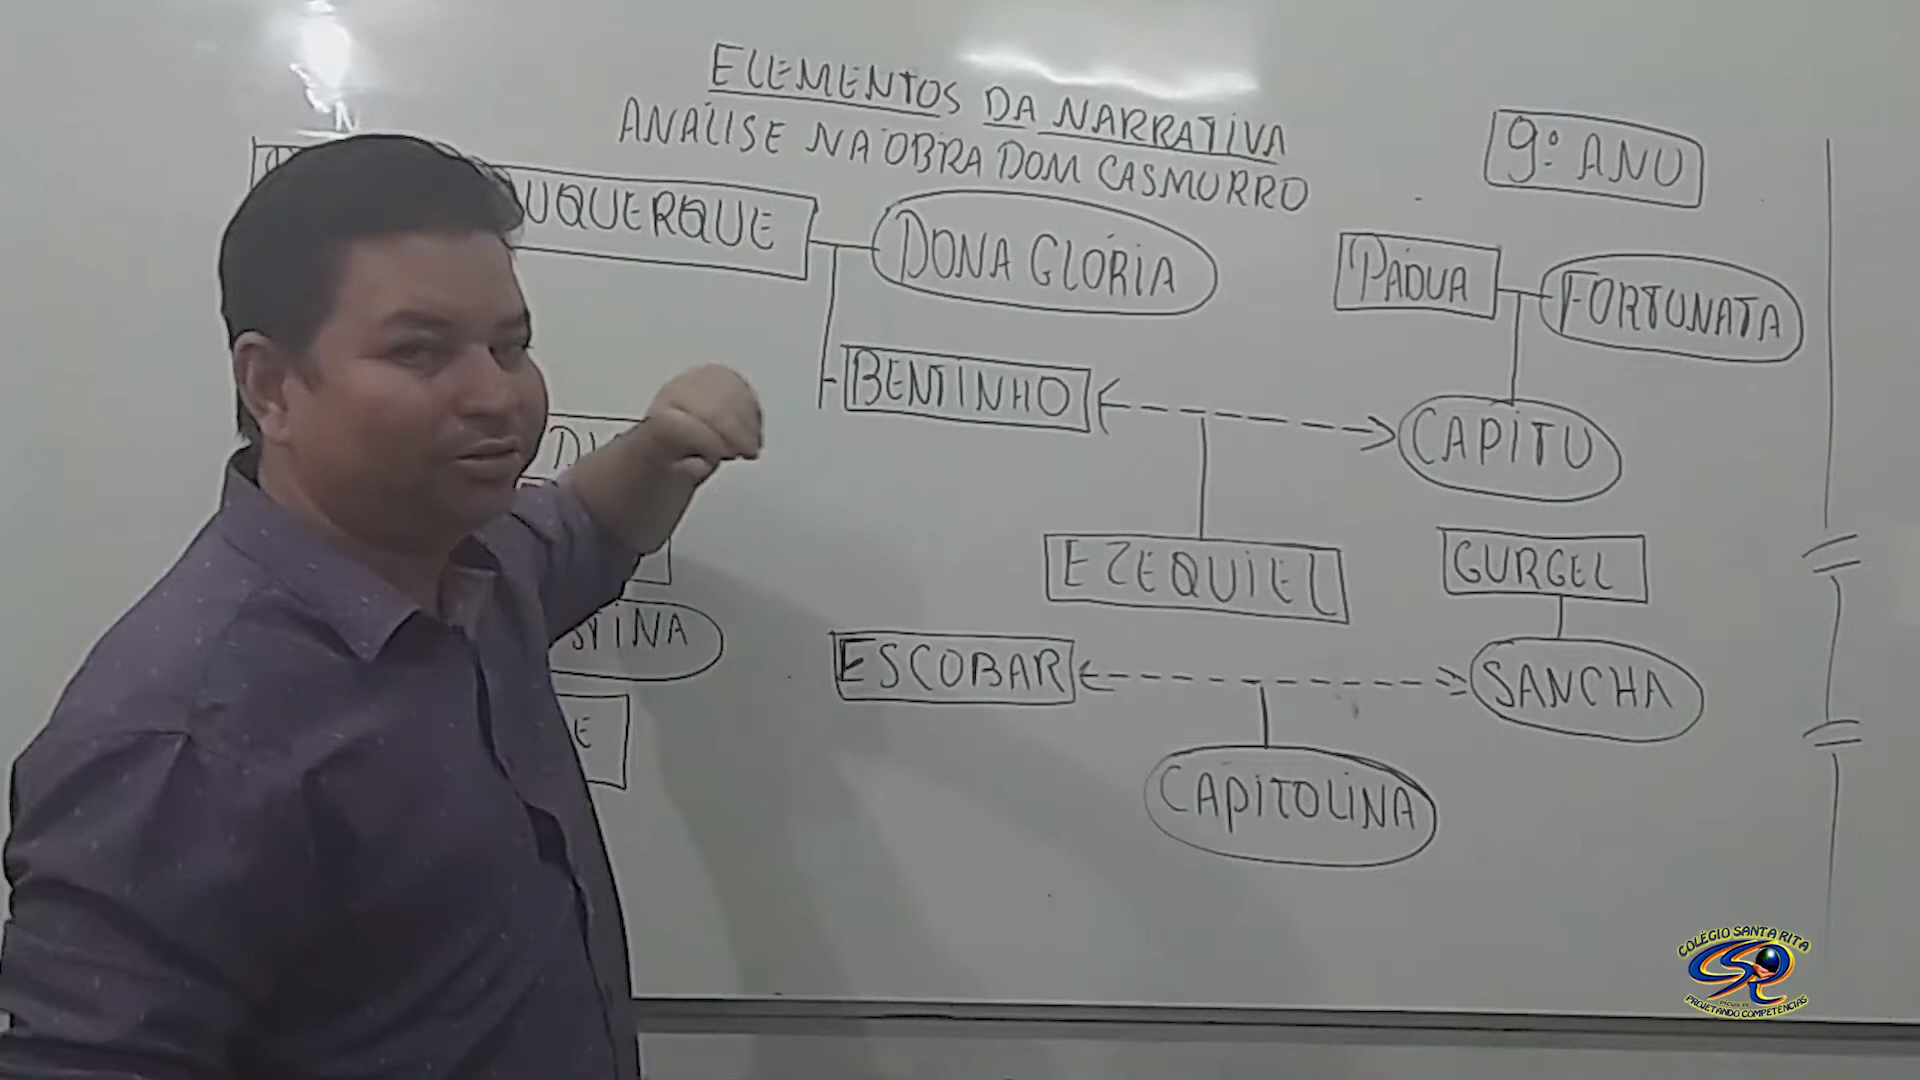 ELEMENTOS DA NARRATIVA
ANÁLISE NA OBRA DOM CASMURRO
9º ANO
DONA GLÓRIA
PÁDUA
FORTUNATA
BENTINHO
CAPITU
EZEQUIEL
GURGEL
ESCOBAR
SANCHA
CAPITOLINA
COLÉGIO SANTA RITA
CSR
PROJETANDO COMPETÊNCIAS